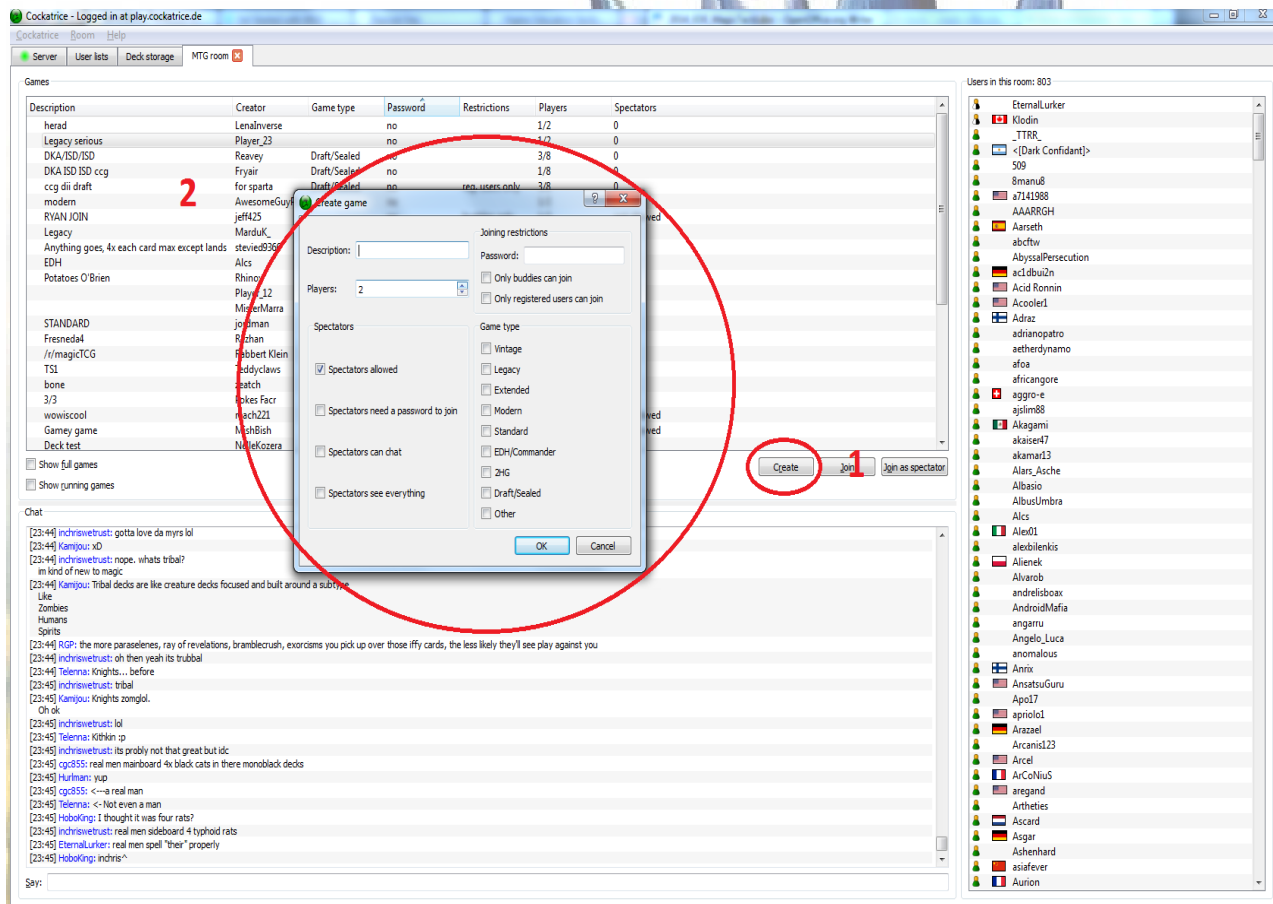 Cockatrice - Logged in at play.cockatrice.de
Cockatrice Room Help
Server User lists Deck storage MTG room
Games
Description Creator Game type Password Restrictions Players Spectators
herad LenaInverse no 1/2 0
Legacy serious Player_23 no 1/2 0
DKA/ISD/ISD Reavey Draft/Sealed no 3/8 0
DKA ISD ISD ccg Fryair Draft/Sealed no 1/8 0
ccg dii draft for sparta Draft/Sealed no reg. users only 3/8 0
modern
RYAN JOIN jeff425
Legacy MarduK_
Anything goes, 4x each card max except lands
EDH Alcs
Potatoes O'Brien Rhinox
Player_12
MisterMarra
STANDARD jordman
Fresneda4
/r/magicTCG Rabbert Klein
TS1 Teddyclaws
bone
3/3 Pokes Facr
wowiscool
Gamey game MishBish
Deck test NelleKozera
2
Create game
Description:
Players: 2
Spectators
Spectators allowed
Spectators need a password to join
Spectators can chat
Spectators see everything
Joining restrictions
Password:
Only buddies can join
Only registered users can join
Game type
Vintage
Legacy
Extended
Modern
Standard
EDH/Commander
2HG
Draft/Sealed
Other
OK Cancel
Show full games
Show running games
Create Join Join as spectator
1
Chat
[23:44] inchriswetrust: gotta love da myrs lol
[23:44] Kamijou: xD
[23:44] inchriswetrust: nope. whats tribal?
im kind of new to magic
[23:44] Kamijou: Tribal decks are like creature decks focused and built around a subtype
Like
Zombies
Humans
Spirits
[23:44] RGP: the more paraselenes, ray of revelations, bramblecrush, exorcisms you pick up over those iffy cards, the less likely they'll see play against you
[23:44] inchriswetrust: oh then yeah its trubbal
[23:44] Telenna: Knights... before
[23:45] inchriswetrust: tribal
[23:45] Kamijou: Knights zomglol.
Oh ok
[23:45] inchriswetrust: lol
[23:45] Telenna: Kithkin :p
[23:45] inchriswetrust: its probly not that great but idc
[23:45] cgc855: real men mainboard 4x black cats in there monoblack decks
[23:45] Hurlman: yup
[23:45] cgc855: <---a real man
[23:45] Telenna: <- Not even a man
[23:45] HoboKing: I thought it was four rats?
[23:45] inchriswetrust: real men sideboard 4 typhoid rats
[23:45] EternalLurker: real men spell "their" properly
[23:45] HoboKing: inchris^
Say:
Users in this room: 803
EternalLurker
Klodin
_TTRR_
<[Dark Confidant]>
509
8manu8
a7141988
AAARRGH
Aarseth
abcftw
AbyssalPersecution
ac1dbui2n
Acid Ronnin
Acooler1
Adraz
adrianopatro
aetherdynamo
afoa
africangore
aggro-e
ajslim88
Akagami
akaiser47
akamar13
Alars_Asche
Albasio
AlbusUmbra
Alcs
Alex01
alexbilenkis
Alienek
Alvarob
andrelisboax
AndroidMafia
angarru
Angelo_Luca
anomalous
Anrix
AnsatsuGuru
Apo17
apriolo1
Arazael
Arcanis123
Arcel
ArCoNiuS
aregand
Artheties
Ascard
Asgar
Ashenhard
asiafever
Aurion